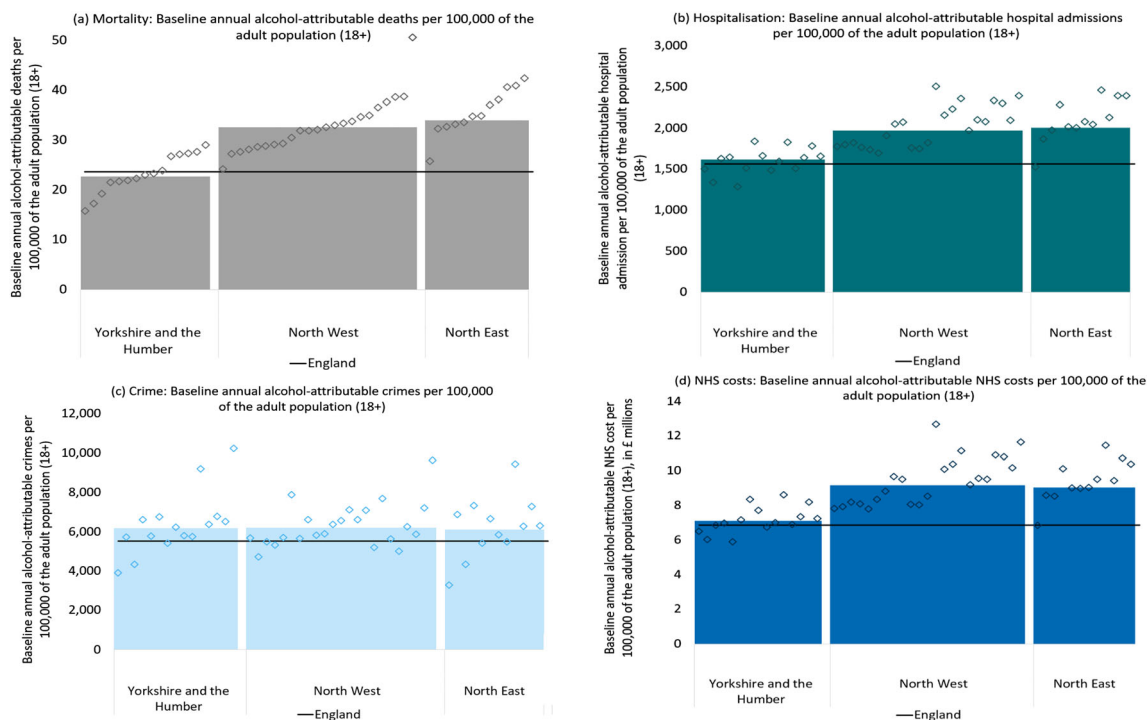 (a) Mortality: Baseline annual alcohol-attributable deaths per 100,000 of the
adult population (18+)
Baseline annual alcohol-attributable deaths per
100,000 of the adult population (18+)
50
40
30
20
10
0
Yorkshire and the
Humber
North West
North East
England
(b) Hospitalisation: Baseline annual alcohol-attributable hospital admissions
per 100,000 of the adult population (18+)
Baseline annual alcohol-attributable hospital
admission per 100,000 of the adult population
(18+)
3,000
2,500
2,000
1,500
1,000
500
0
Yorkshire and the
Humber
North West
North East
England
(c) Crime: Baseline annual alcohol-attributable crimes per 100,000
of the adult population (18+)
Baseline annual alcohol-attributable crimes per
100,000 of the adult population (18+)
12,000
10,000
8,000
6,000
4,000
2,000
0
Yorkshire and the
Humber
North West
North East
England
(d) NHS costs: Baseline annual alcohol-attributable NHS costs per 100,000 of the
adult population (18+)
Baseline annual alcohol-attributable NHS cost per
100,000 of the adult population (18+), in £ millions
14
12
10
8
6
4
2
0
Yorkshire and the
Humber
North West
North East
England